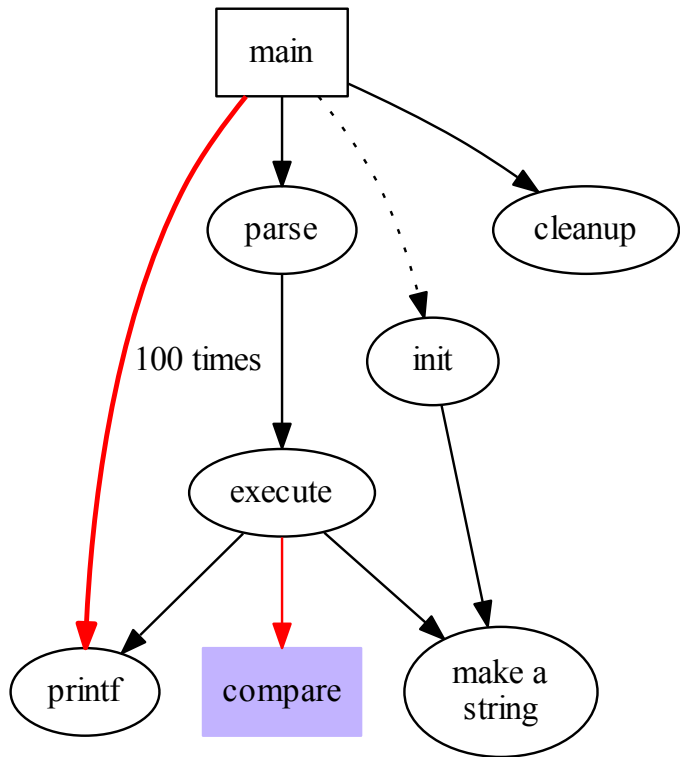 main
parse
cleanup
100 times
init
execute
printf
compare
make a
string